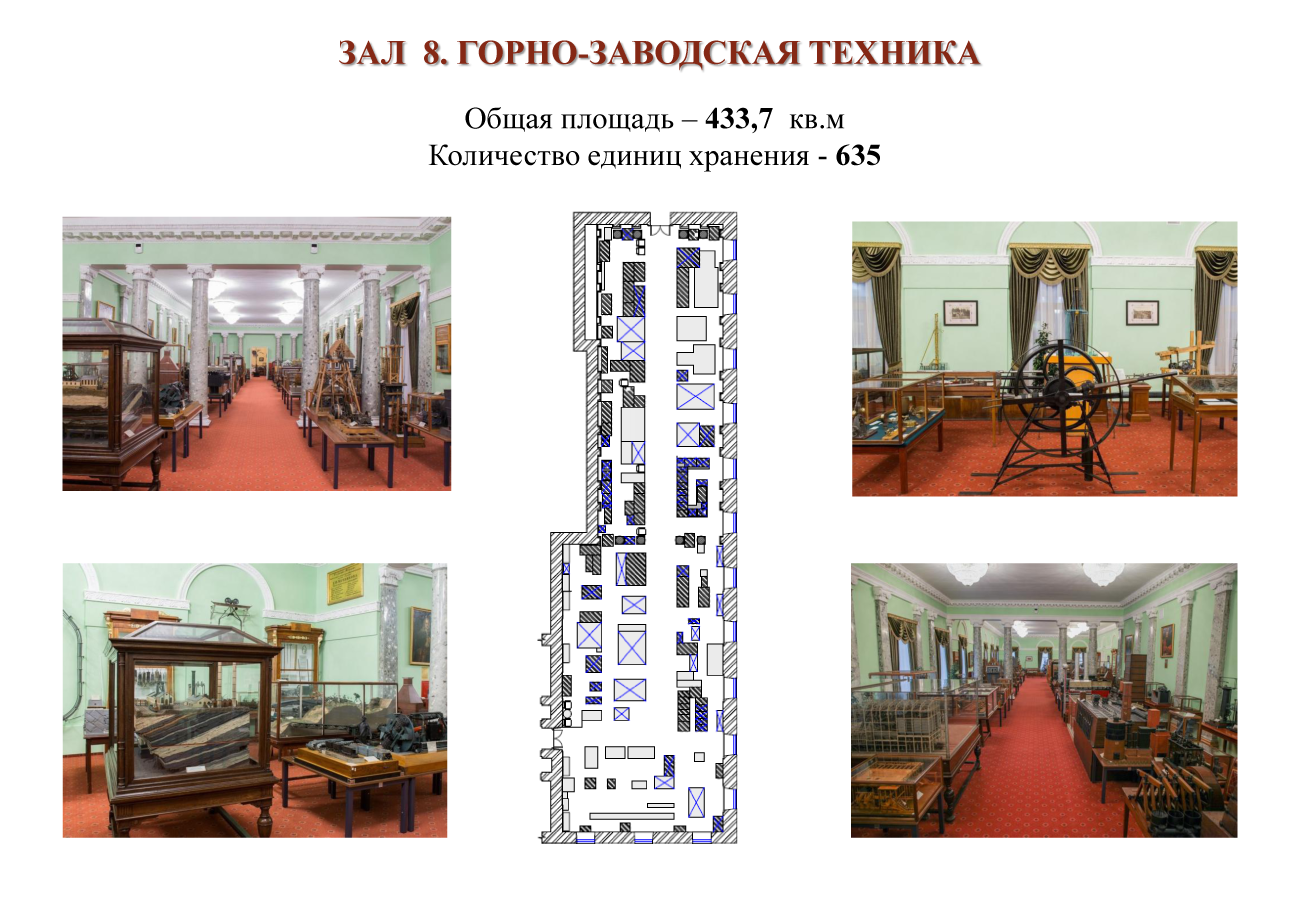 ЗАЛ 8. ГОРНО-ЗАВОДСКАЯ ТЕХНИКА
Общая площадь – 433,7 кв.м
Количество единиц хранения - 635